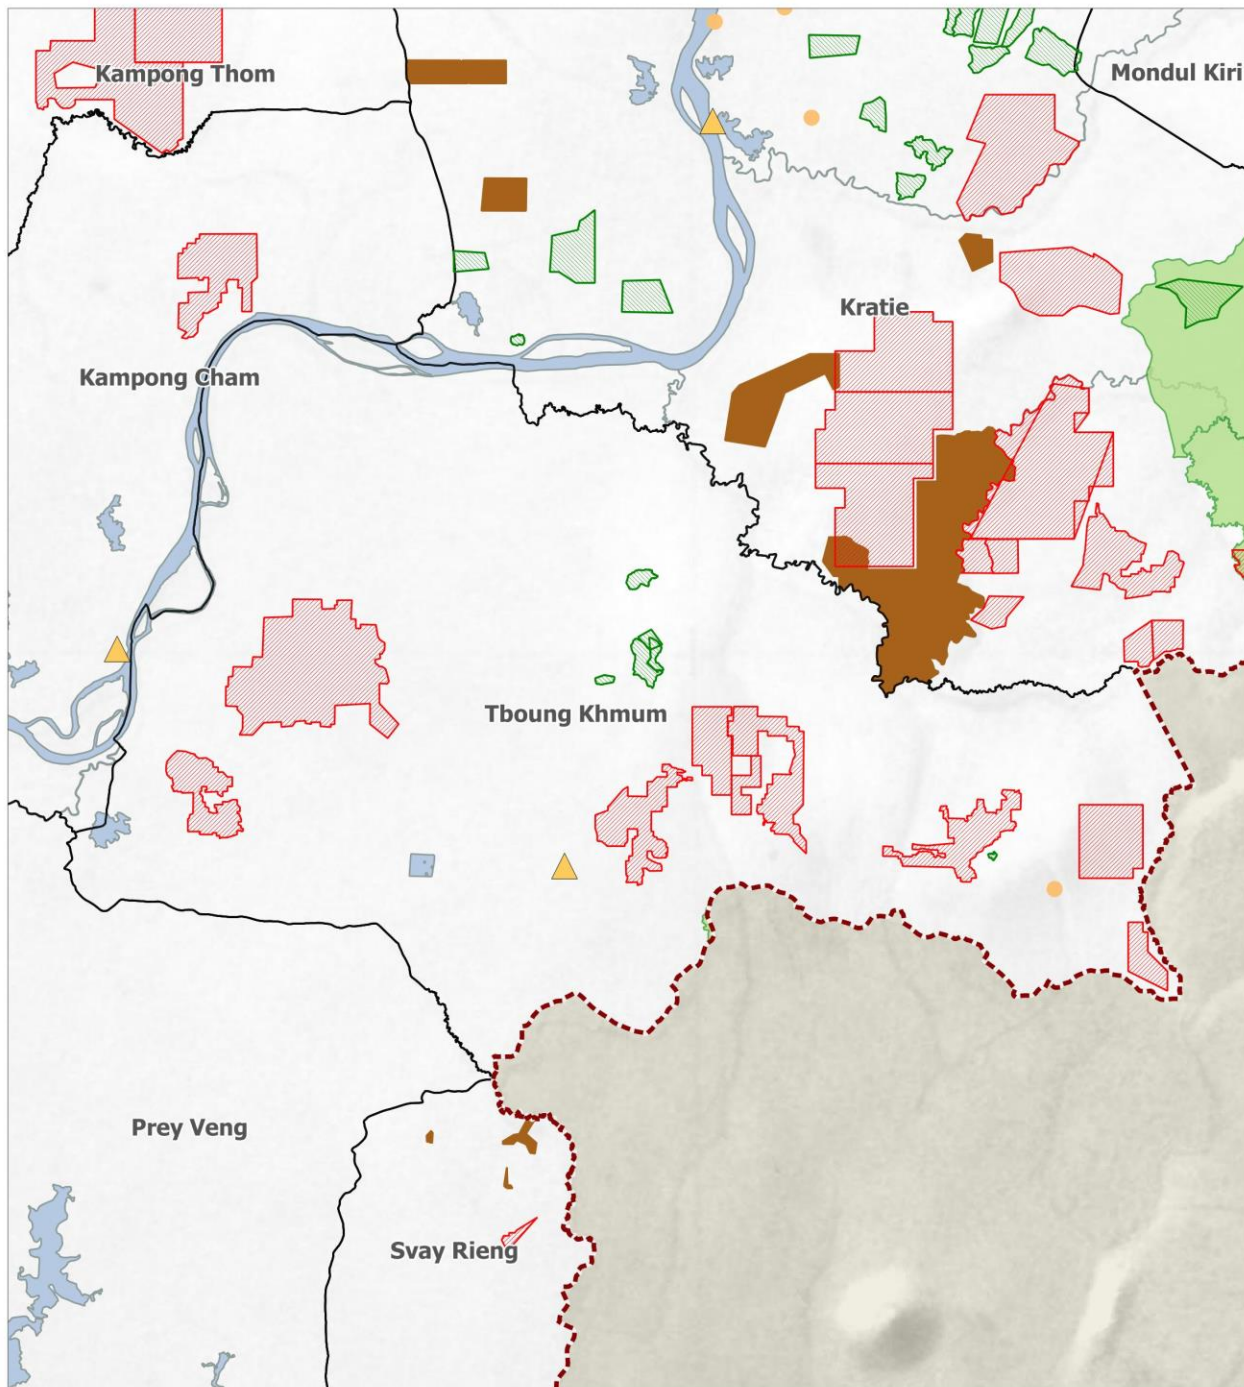 Kampong Thom
Mondul Kiri
Kratie
Kampong Cham
Tboung Khmum
Prey Veng
Svay Rieng